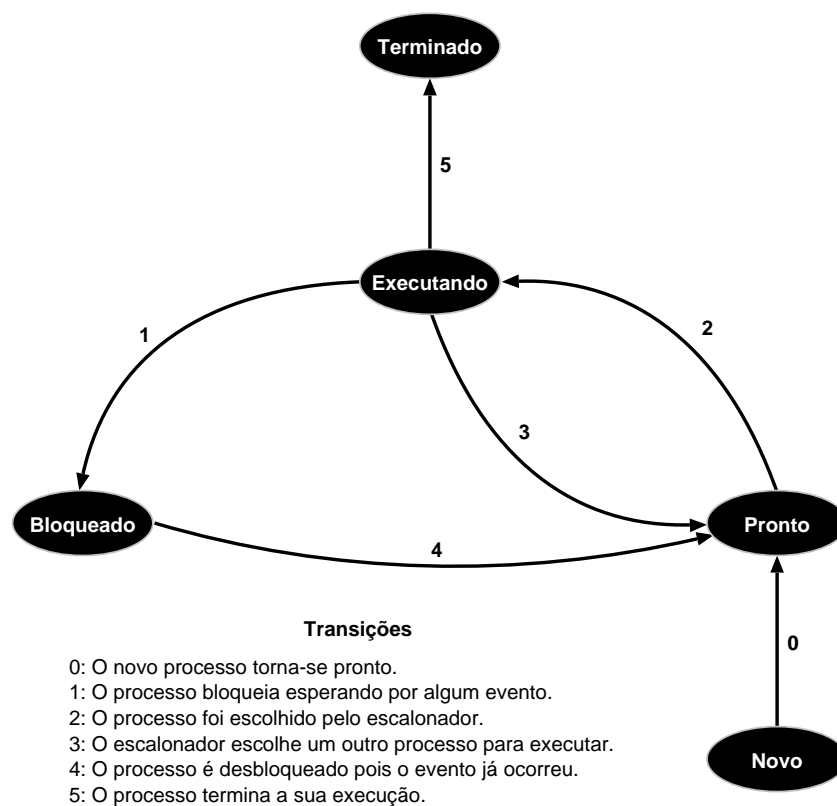 Terminado
5
Executando
1
2
3
Bloqueado
4
Pronto
0
Novo
Transições
0: O novo processo torna-se pronto.
1: O processo bloqueia esperando por algum evento.
2: O processo foi escolhido pelo escalonador.
3: O escalonador escolhe um outro processo para executar.
4: O processo é desbloqueado pois o evento já ocorreu.
5: O processo termina a sua execução.